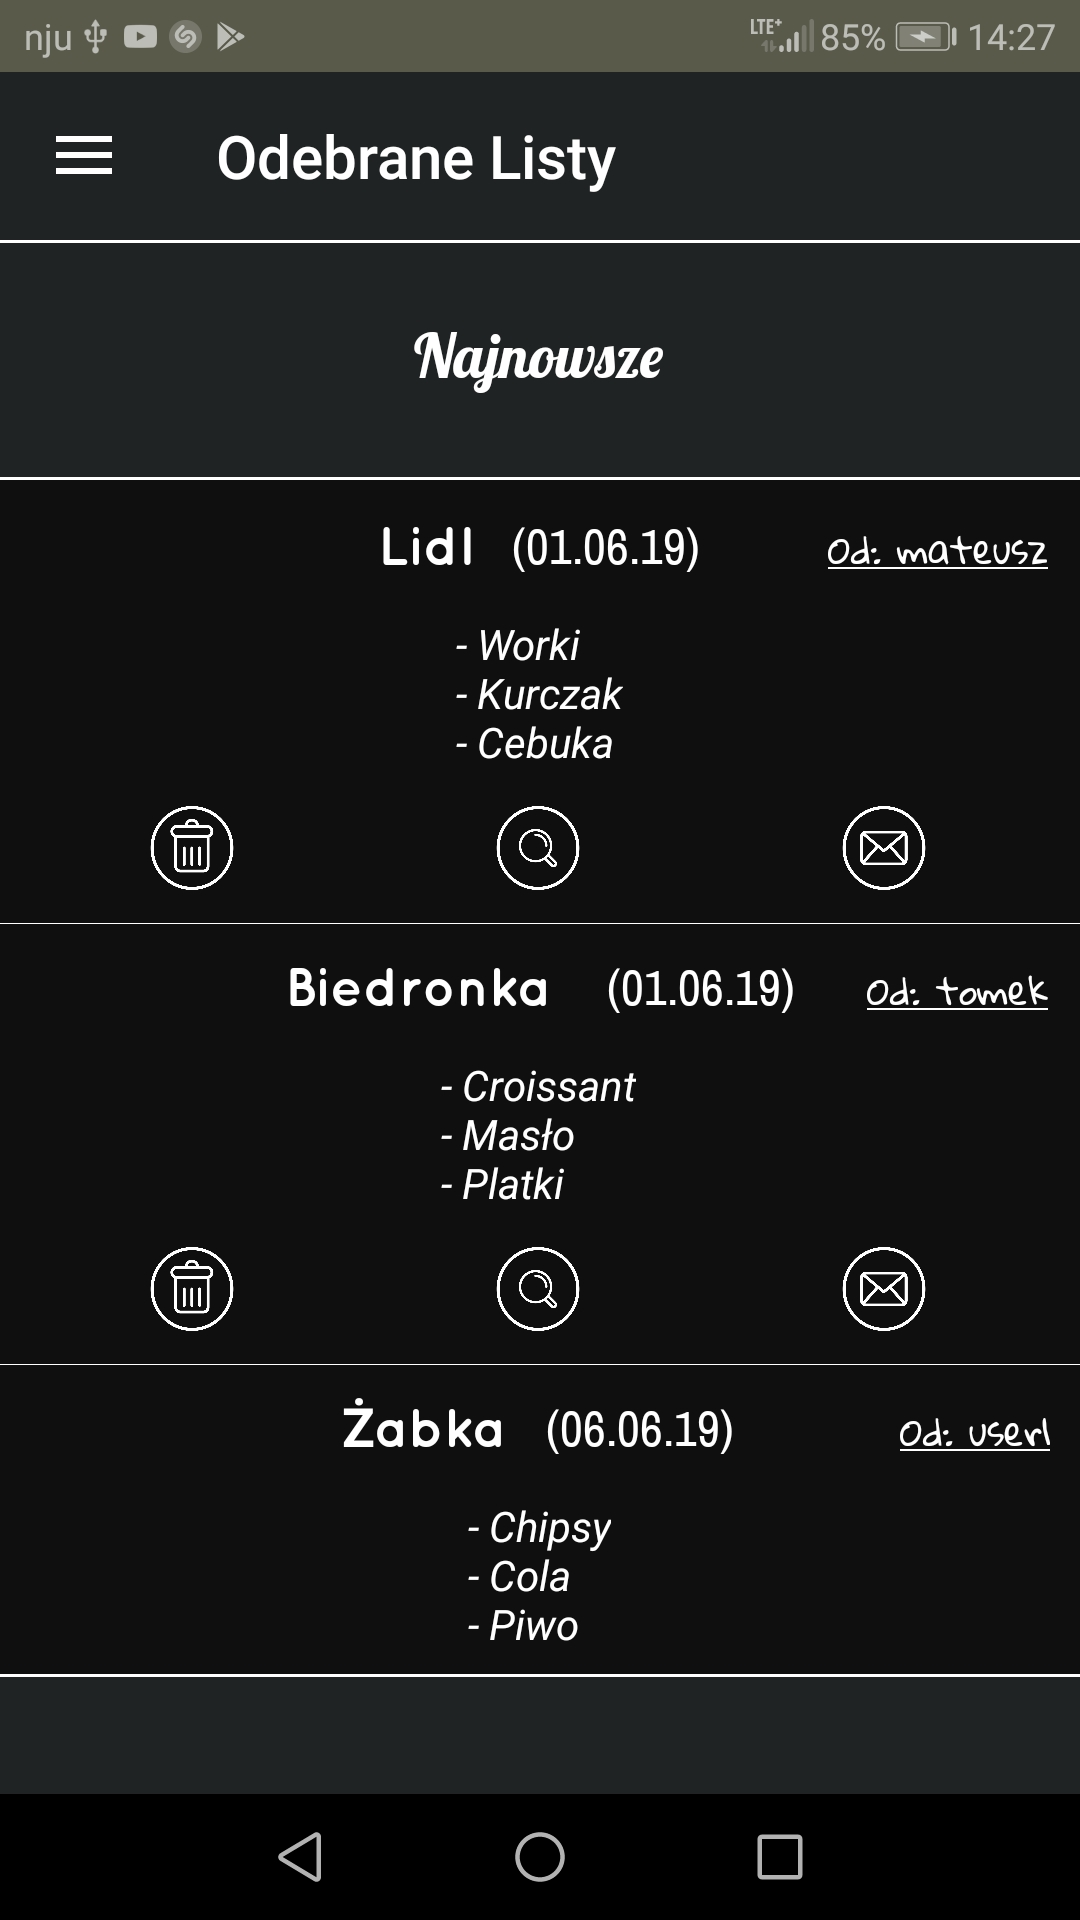 nju LTE+ 85% 14:27
Odebrane Listy
Najnowsze
Lidl (01.06.19) Od: mateusz
- Worki
- Kurczak
- Cebuka
Biedronka (01.06.19) Od: tomek
- Croissant
- Masło
- Platki
Żabka (06.06.19) Od: user1
- Chipsy
- Cola
- Piwo